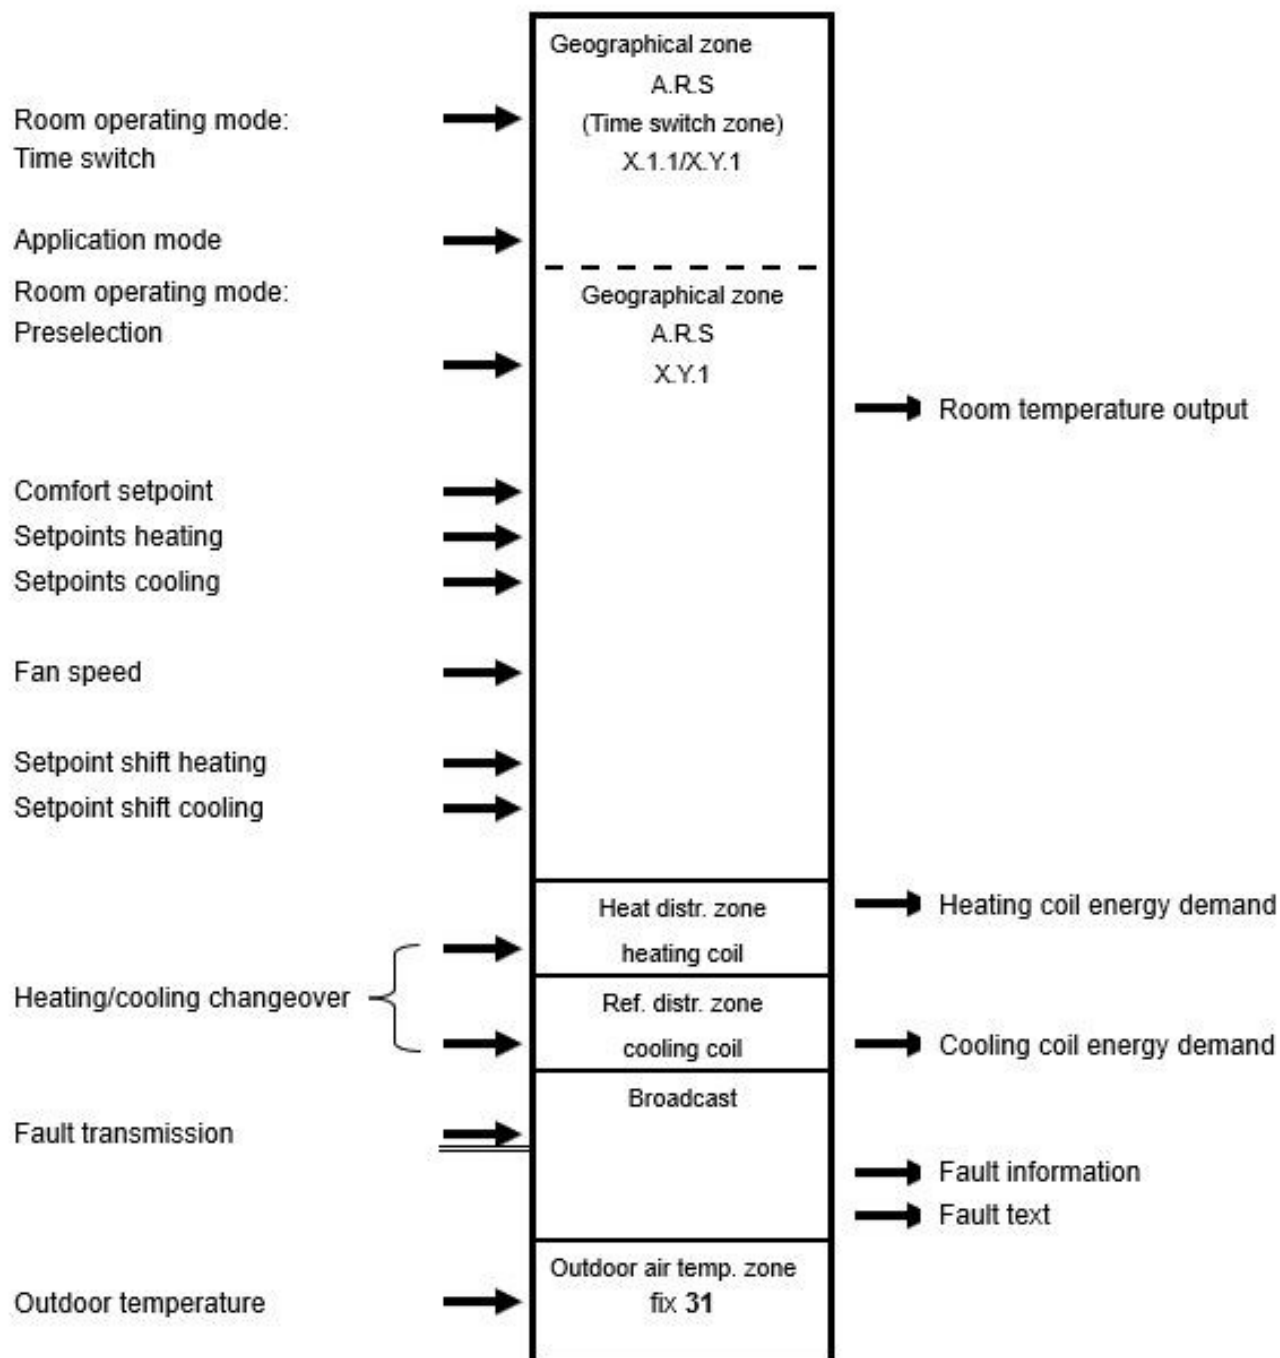 Geographical zone
A.R.S
Room operating mode:
(Time switch zone)
Time switch
X.1.1/X.Y.1
Application mode
Room operating mode:
Geographical zone
Preselection
A.R.S
X.Y.1
Room temperature output
Comfort setpoint
Setpoints heating
Setpoints cooling
Fan speed
Setpoint shift heating
Setpoint shift cooling
Heat distr. zone
Heating coil energy demand
heating coil
Heating/cooling changeover
Ref. distr. zone
cooling coil
Cooling coil energy demand
Broadcast
Fault transmission
Fault information
Fault text
Outdoor air temp. zone
Outdoor temperature
fix 31